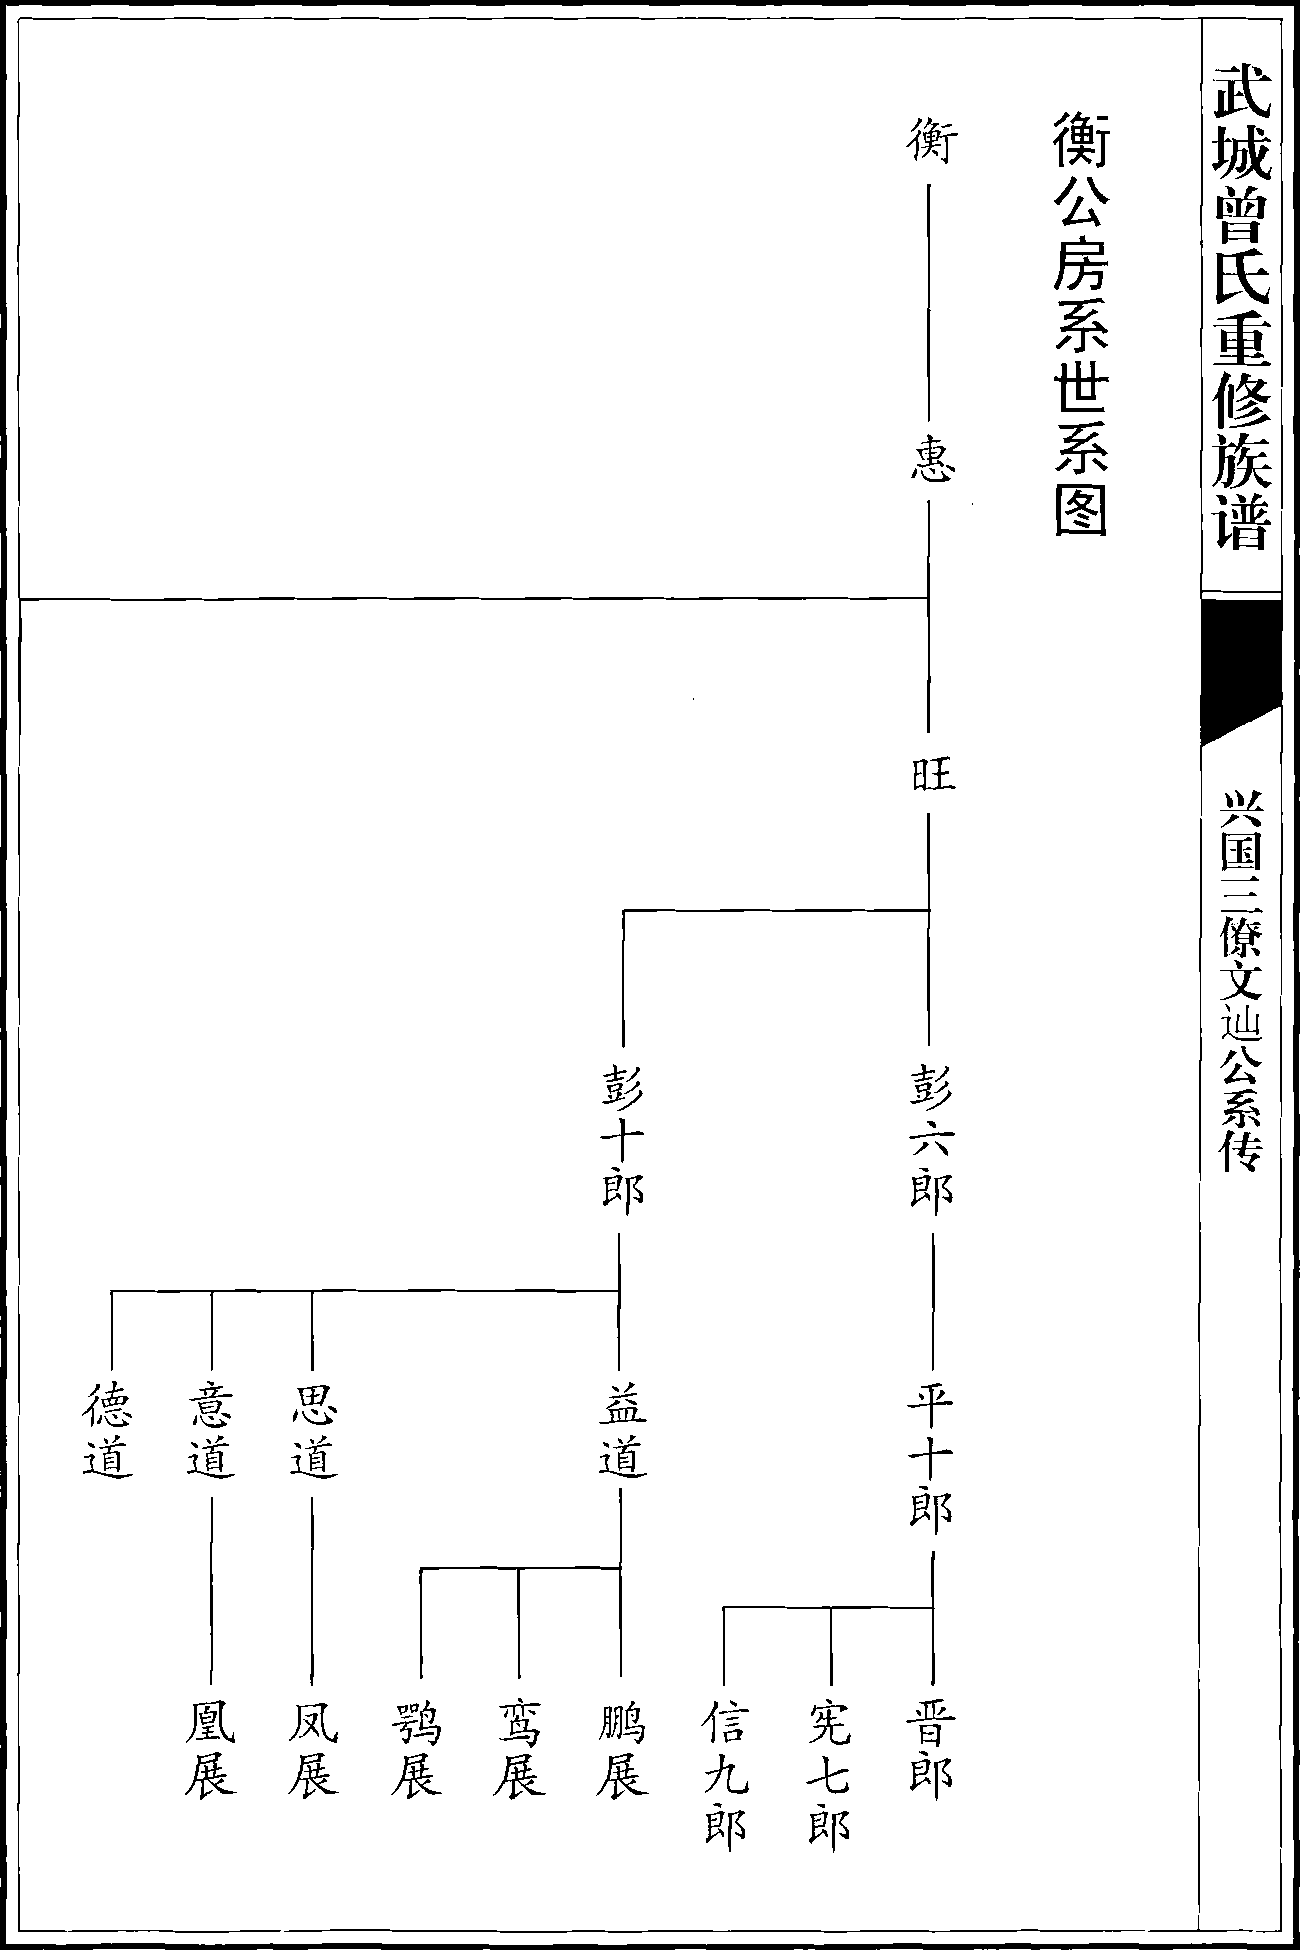 武城曾氏重修族谱
兴国三僚文辿公系传
衡公房系世系图
衡
惠
旺
彭六郎
彭十郎
平十郎
益道
思道
意道
德道
晋郎
宪七郎
信九郎
鹏展
鸾展
鹗展
凤展
凰展